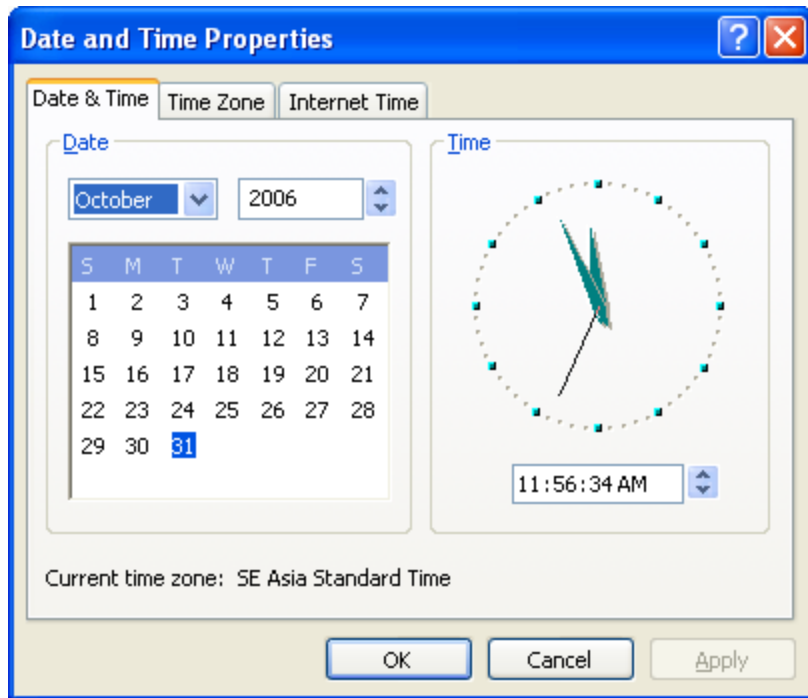 Date and Time Properties
Date & Time Time Zone Internet Time
Date
October 2006
S M T W T F S
1 2 3 4 5 6 7
8 9 10 11 12 13 14
15 16 17 18 19 20 21
22 23 24 25 26 27 28
29 30 31
Time
11:56:34 AM
Current time zone: SE Asia Standard Time
OK Cancel Apply